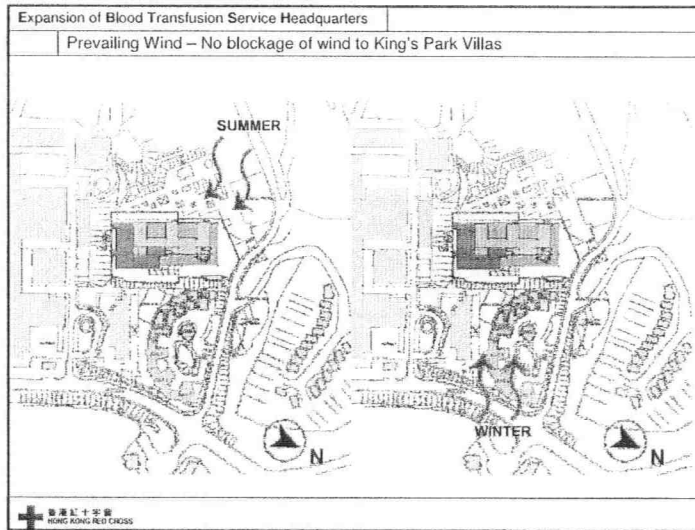 Expansion of Blood Transfusion Service Headquarters
Prevailing Wind – No blockage of wind to King's Park Villas
SUMMER
N
WINTER
N
香港紅十字會
HONG KONG RED CROSS